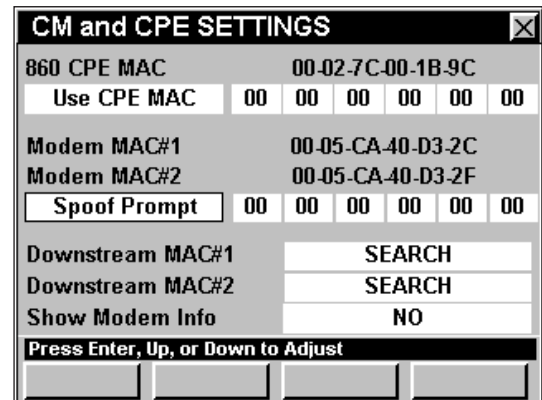 CM and CPE SETTINGS
860 CPE MAC 00-02-7C-00-1B-9C
Use CPE MAC 00 00 00 00 00 00
Modem MAC#1 00-05-CA-40-D3-2C
Modem MAC#2 00-05-CA-40-D3-2F
Spoof Prompt 00 00 00 00 00 00
Downstream MAC#1 SEARCH
Downstream MAC#2 SEARCH
Show Modem Info NO
Press Enter, Up, or Down to Adjust